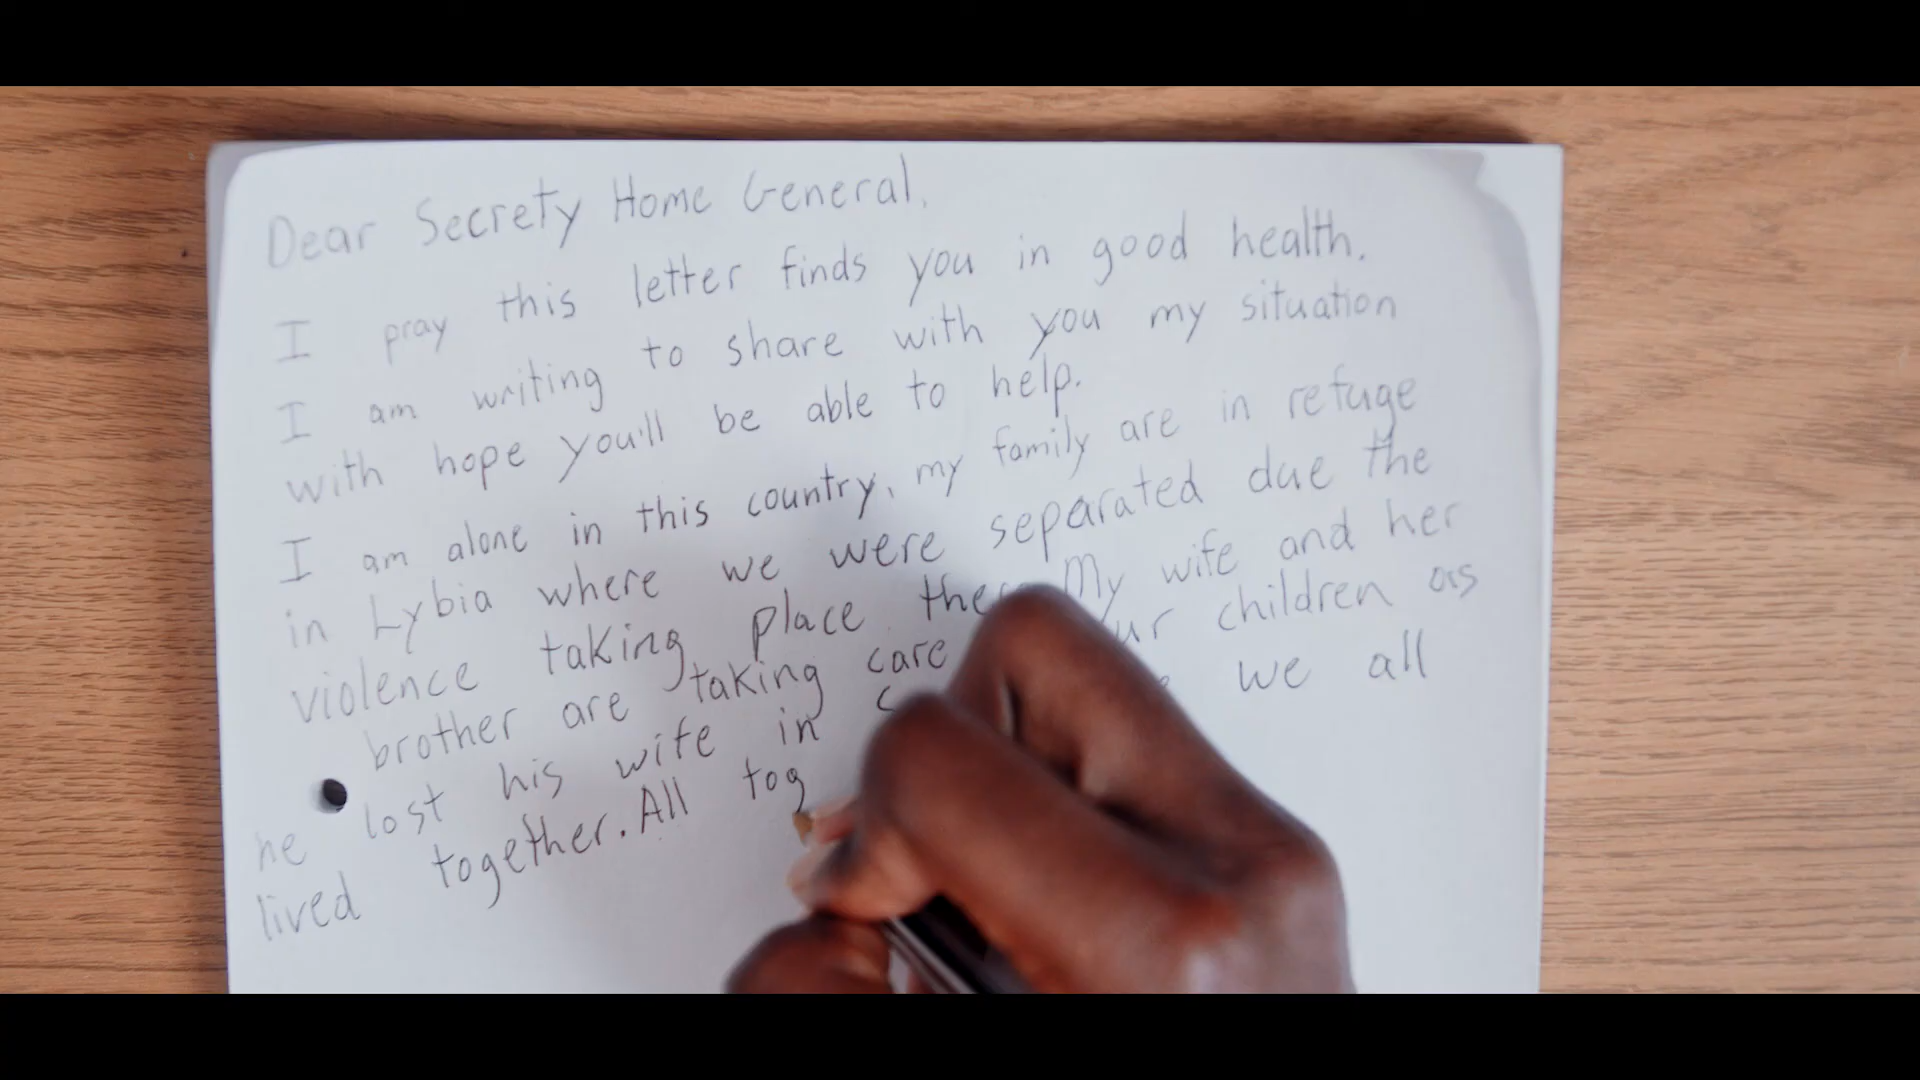 Dear Secrety Home General,
I pray this letter finds you in good health.
I am writing to share with you my situation
with hope you'll be able to help.
I am alone in this country, my family are in refuge
in Lybia where we were separated due the
violence taking place My wife and her
brother are taking care children as
he lost his wife in we all
lived together. All tog